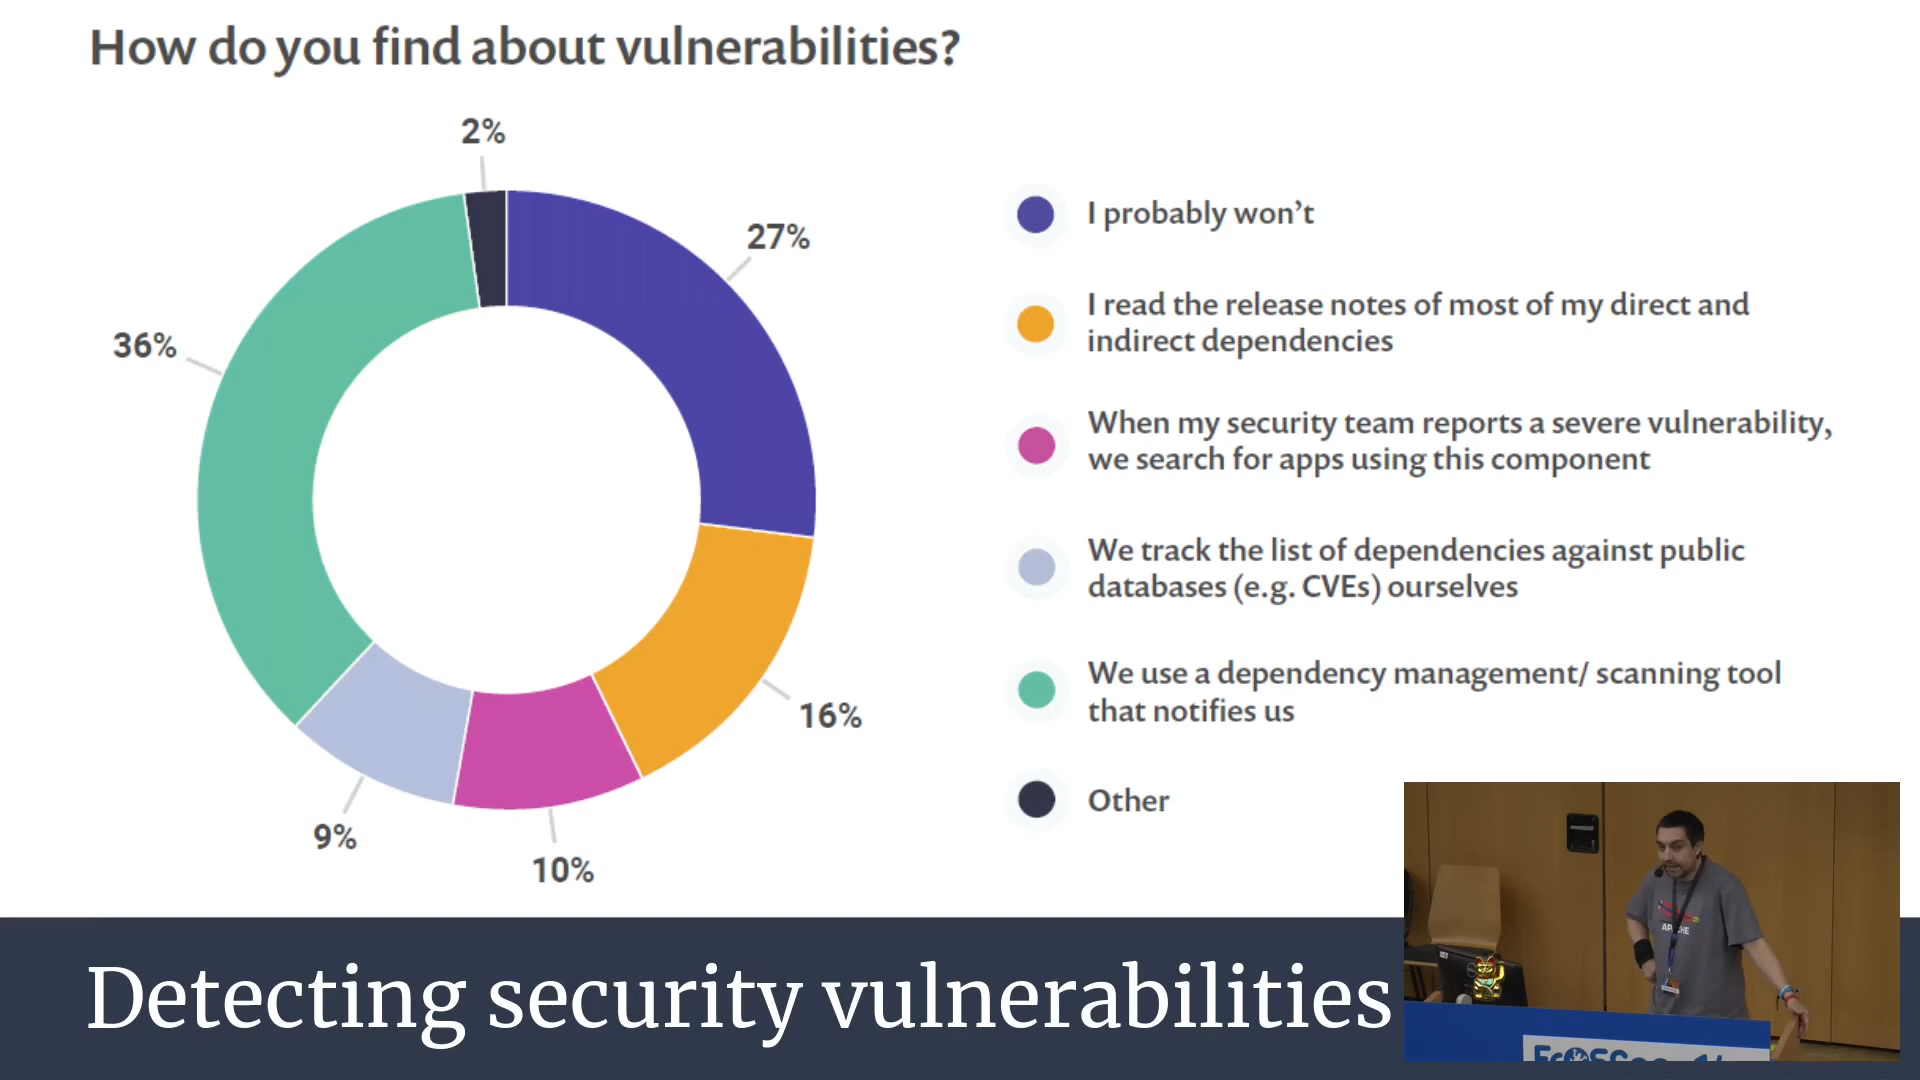 How do you find about vulnerabilities?
2%
27%
36%
16%
9%
10%
I probably won't
I read the release notes of most of my direct and
indirect dependencies
When my security team reports a severe vulnerability,
we search for apps using this component
We track the list of dependencies against public
databases (e.g. CVEs) ourselves
We use a dependency management/ scanning tool
that notifies us
Other
Detecting security vulnerabilities